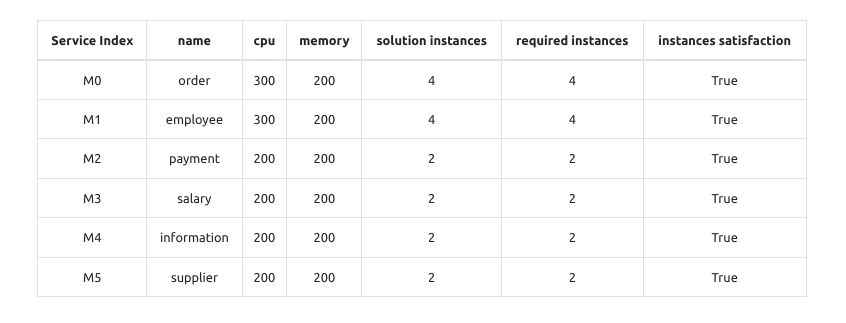 Service Index name cpu memory solution instances required instances instances satisfaction
M0 order 300 200 4 4 True
M1 employee 300 200 4 4 True
M2 payment 200 200 2 2 True
M3 salary 200 200 2 2 True
M4 information 200 200 2 2 True
M5 supplier 200 200 2 2 True